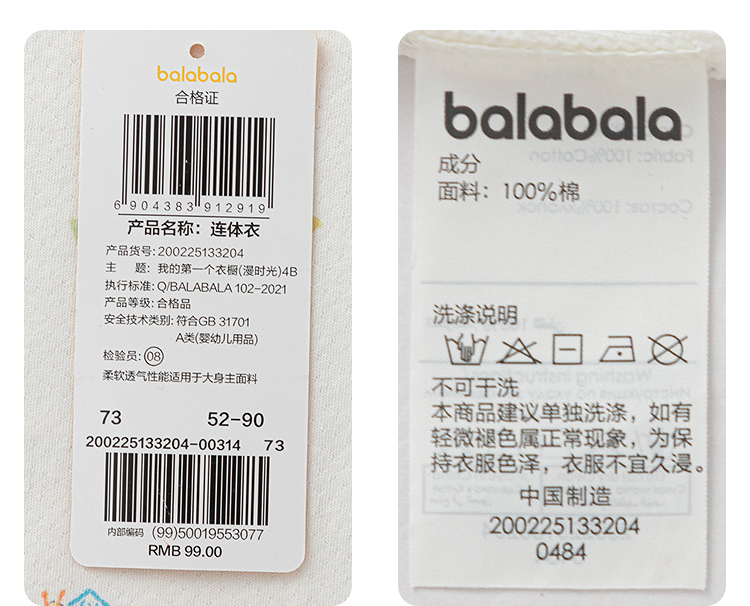 balabala
合格证
6 904383 912919
产品名称：连体衣
产品货号：200225133204
主 题：我的第一个衣橱(漫时光)4B
执行标准：Q/BALABALA 102-2021
产品等级：合格品
安全技术类别：符合GB 31701
A类(婴幼儿用品)
检验员：08
柔软透气性能适用于大身主面料
73 52-90
200225133204-00314 73
内部编码 (99)50019553077
RMB 99.00
balabala
成分
面料：100%棉
洗涤说明
不可干洗
本商品建议单独洗涤，如有
轻微褪色属正常现象，为保
持衣服色泽，衣服不宜久浸。
中国制造
200225133204
0484